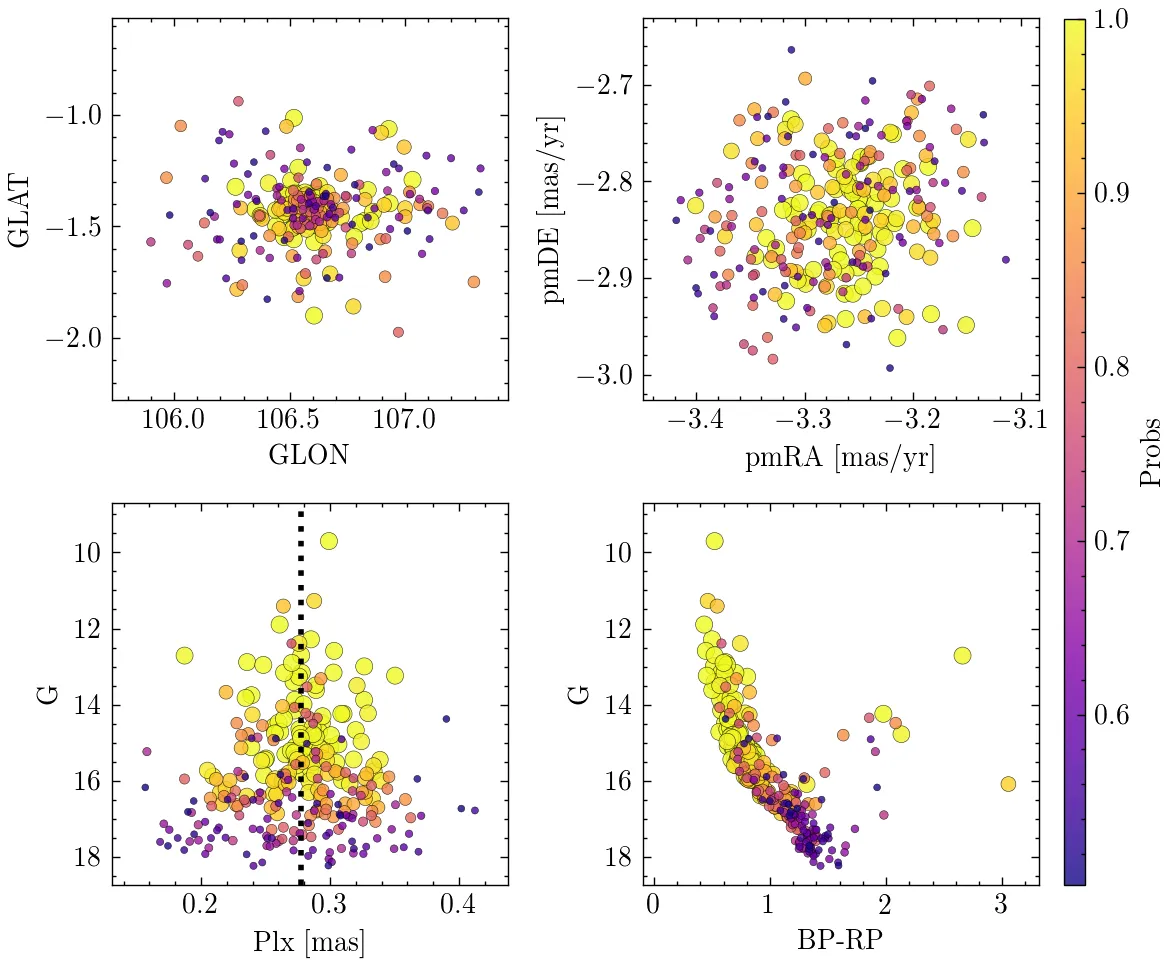 −1.0
−1.5
−2.0
GLAT
106.0 106.5 107.0
GLON
−2.7
−2.8
−2.9
−3.0
pmDE [mas/yr]
−3.4 −3.3 −3.2 −3.1
pmRA [mas/yr]
1.0
0.9
0.8
0.7
0.6
Probs
10
12
14
16
18
G
0.2 0.3 0.4
Plx [mas]
10
12
14
16
18
G
0 1 2 3
BP-RP